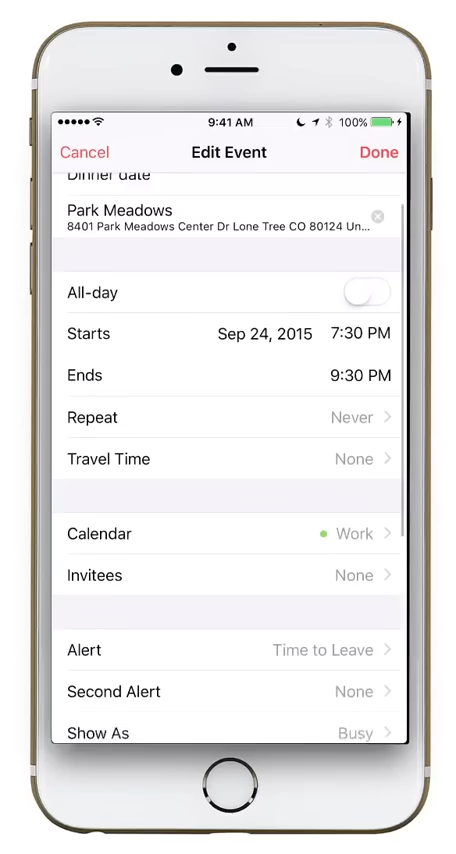 9:41 AM
100%
Cancel
Edit Event
Done
Dinner date
Park Meadows
8401 Park Meadows Center Dr Lone Tree CO 80124 Un...
All-day
Starts Sep 24, 2015 7:30 PM
Ends 9:30 PM
Repeat Never
Travel Time None
Calendar Work
Invitees None
Alert Time to Leave
Second Alert None
Show As Busy